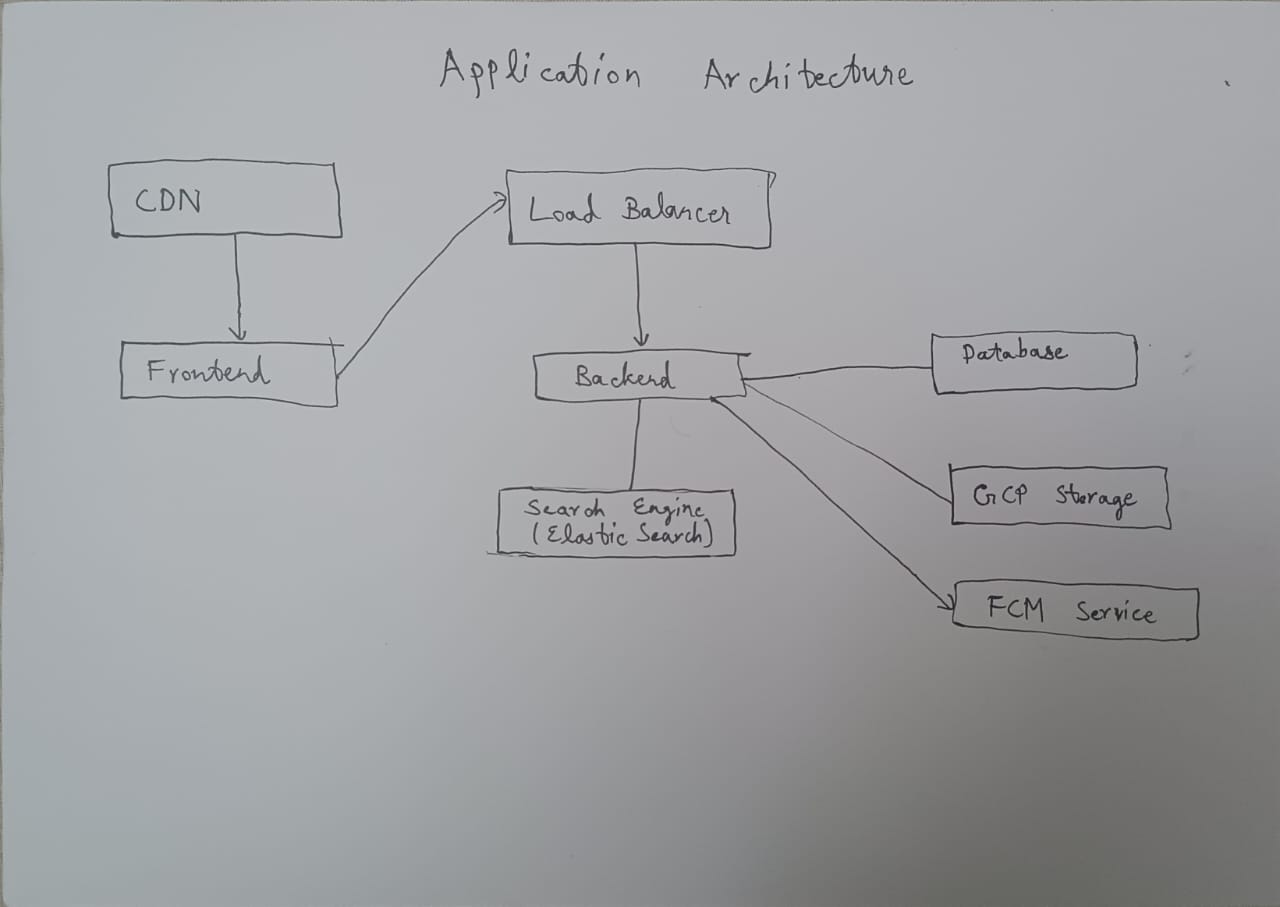 Application Architecture
CDN
Load Balancer
Frontend
Backend
Database
Search Engine
(Elastic Search)
GCP Storage
FCM Service